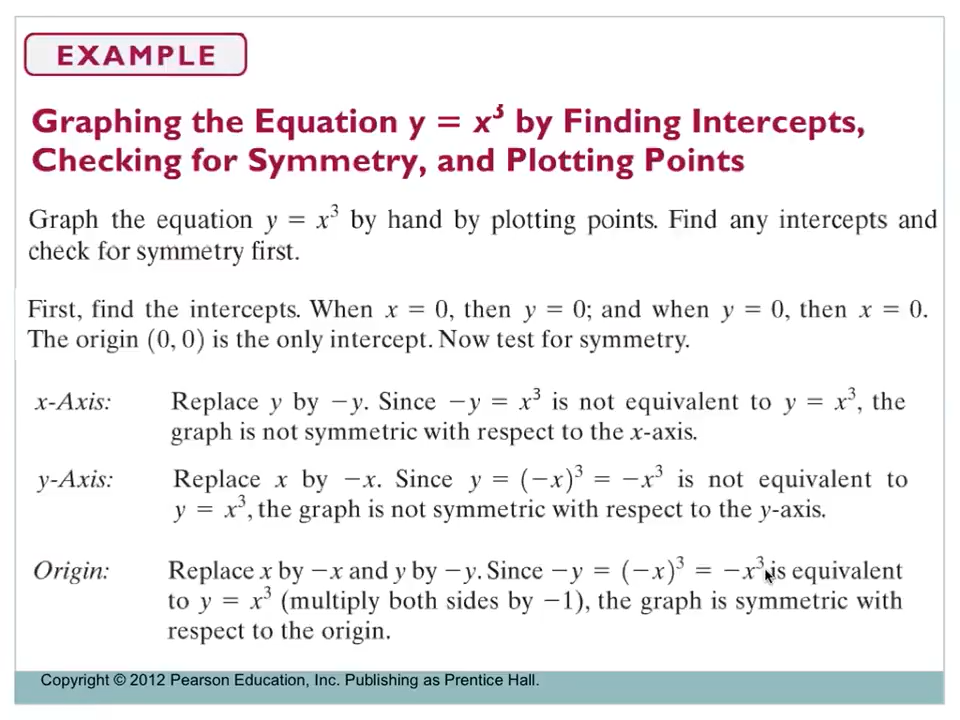 EXAMPLE
Graphing the Equation y = x³ by Finding Intercepts,
Checking for Symmetry, and Plotting Points
Graph the equation y = x³ by hand by plotting points. Find any intercepts and
check for symmetry first.
First, find the intercepts. When x = 0, then y = 0; and when y = 0, then x = 0.
The origin (0, 0) is the only intercept. Now test for symmetry.
x-Axis: Replace y by −y. Since −y = x³ is not equivalent to y = x³, the
graph is not symmetric with respect to the x-axis.
y-Axis: Replace x by −x. Since y = (−x)³ = −x³ is not equivalent to
y = x³, the graph is not symmetric with respect to the y-axis.
Origin: Replace x by −x and y by −y. Since −y = (−x)³ = −x³ is equivalent
to y = x³ (multiply both sides by −1), the graph is symmetric with
respect to the origin.
Copyright © 2012 Pearson Education, Inc. Publishing as Prentice Hall.